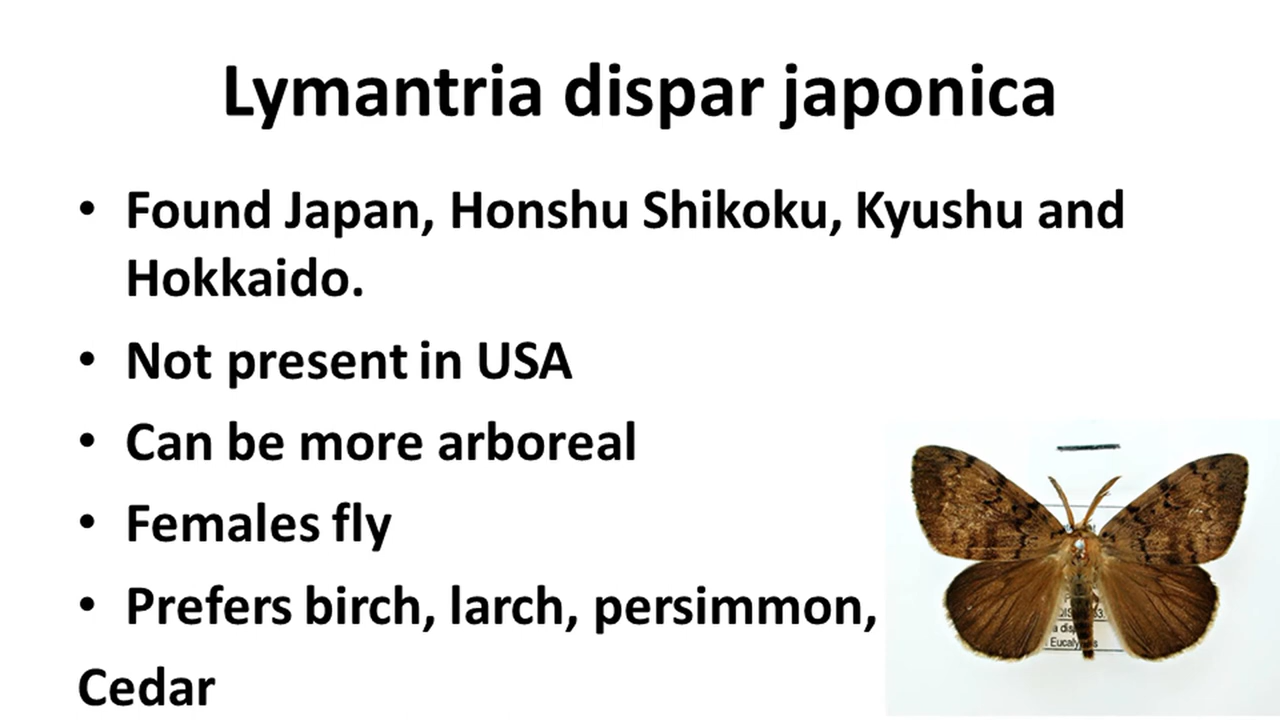 Lymantria dispar japonica
• Found Japan, Honshu Shikoku, Kyushu and
Hokkaido.
• Not present in USA
• Can be more arboreal
• Females fly
• Prefers birch, larch, persimmon,
Cedar